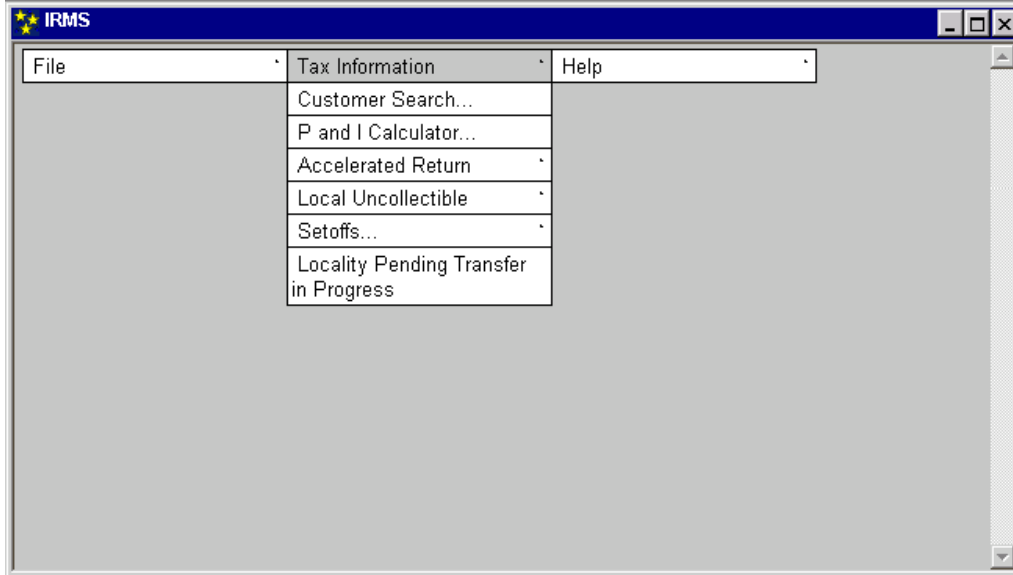 IRMS
File
Tax Information
Help
Customer Search...
P and I Calculator...
Accelerated Return
Local Uncollectible
Setoffs...
Locality Pending Transfer
in Progress